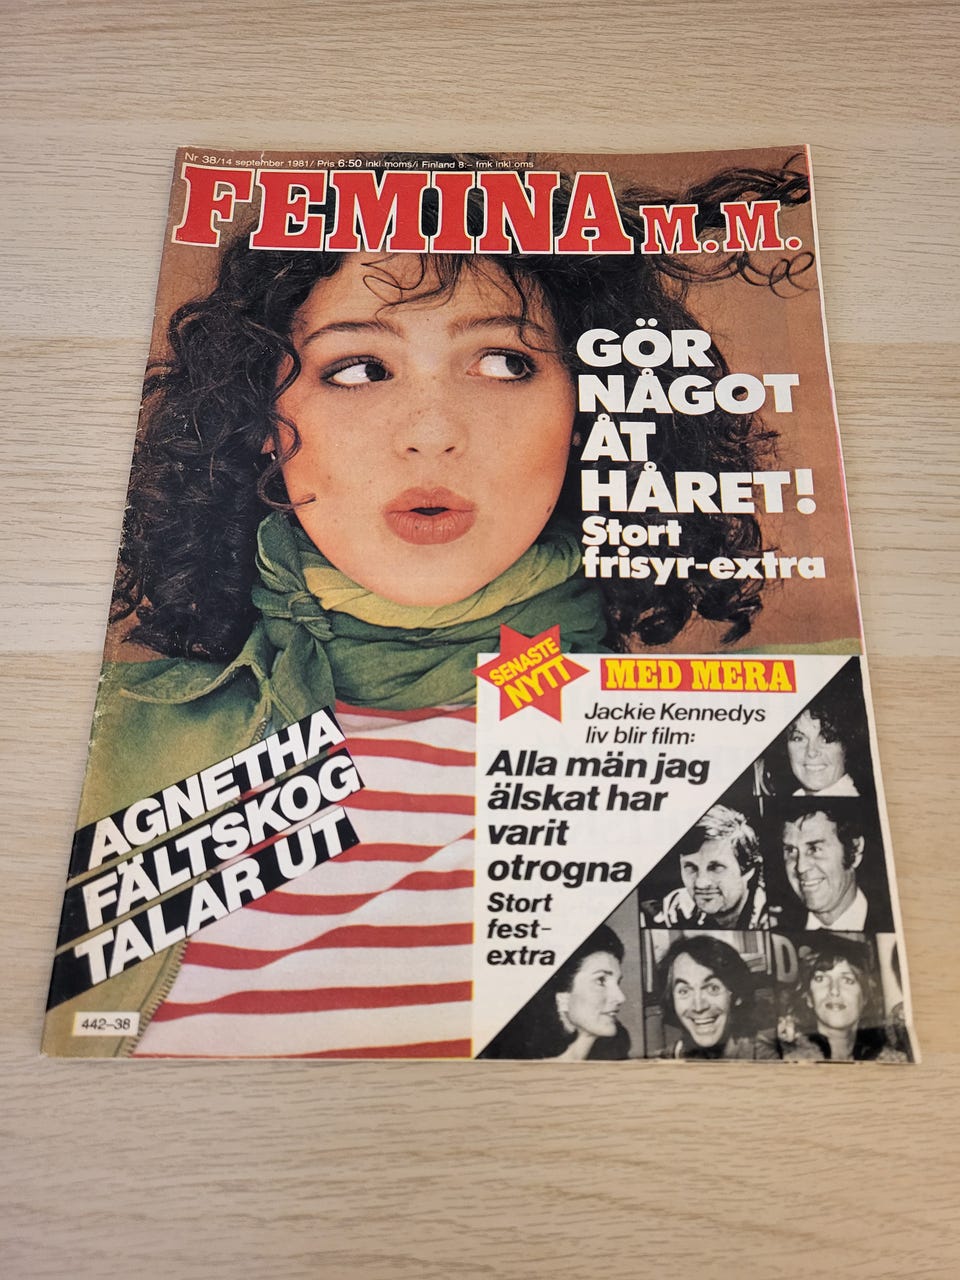 Nr 38/14 september 1981/ Pris 6:50 inkl moms/i Finland 8:– fmk inkl oms
FEMINA M.M.
GÖR
NÅGOT
ÅT
HÅRET!
Stort
frisyr-extra
SENASTE
NYTT
MED MERA
Jackie Kennedys
liv blir film:
Alla män jag
älskat har
varit
otrogna
Stort
fest-
extra
AGNETHA
FÄLTSKOG
TALAR UT
442–38